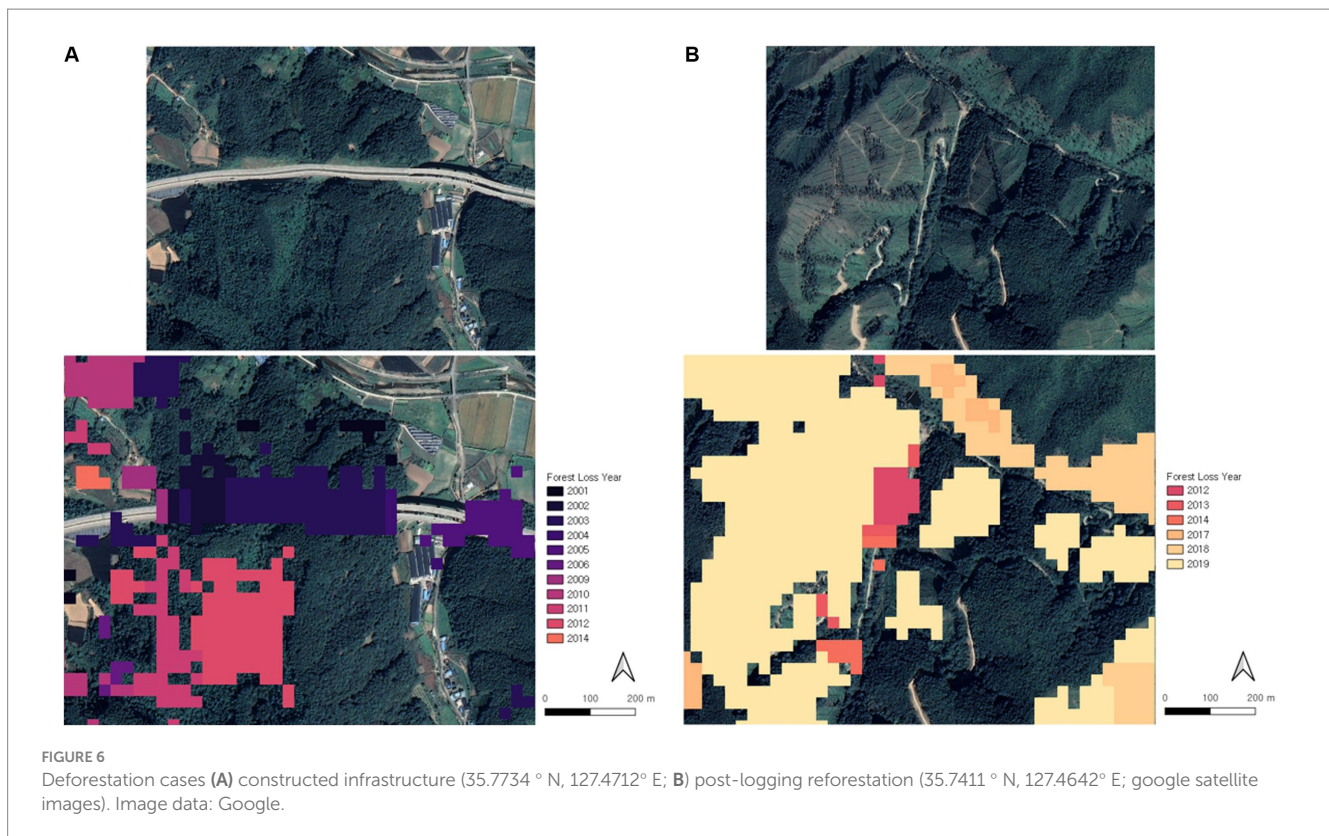 A
B
Forest Loss Year
2001
2002
2003
2004
2005
2006
2009
2010
2011
2012
2014
0 100 200 m
Forest Loss Year
2012
2013
2014
2017
2018
2019
0 100 200 m
FIGURE 6
Deforestation cases (A) constructed infrastructure (35.7734 ° N, 127.4712° E; B) post-logging reforestation (35.7411 ° N, 127.4642° E; google satellite
images). Image data: Google.